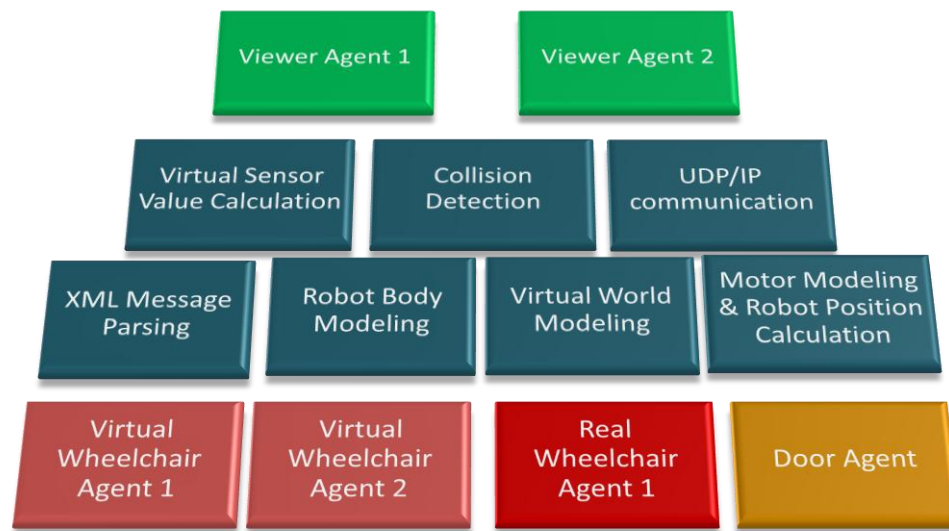 Viewer Agent 1
Viewer Agent 2
Virtual Sensor
Value Calculation
Collision
Detection
UDP/IP
communication
XML Message
Parsing
Robot Body
Modeling
Virtual World
Modeling
Motor Modeling
& Robot Position
Calculation
Virtual
Wheelchair
Agent 1
Virtual
Wheelchair
Agent 2
Real
Wheelchair
Agent 1
Door Agent